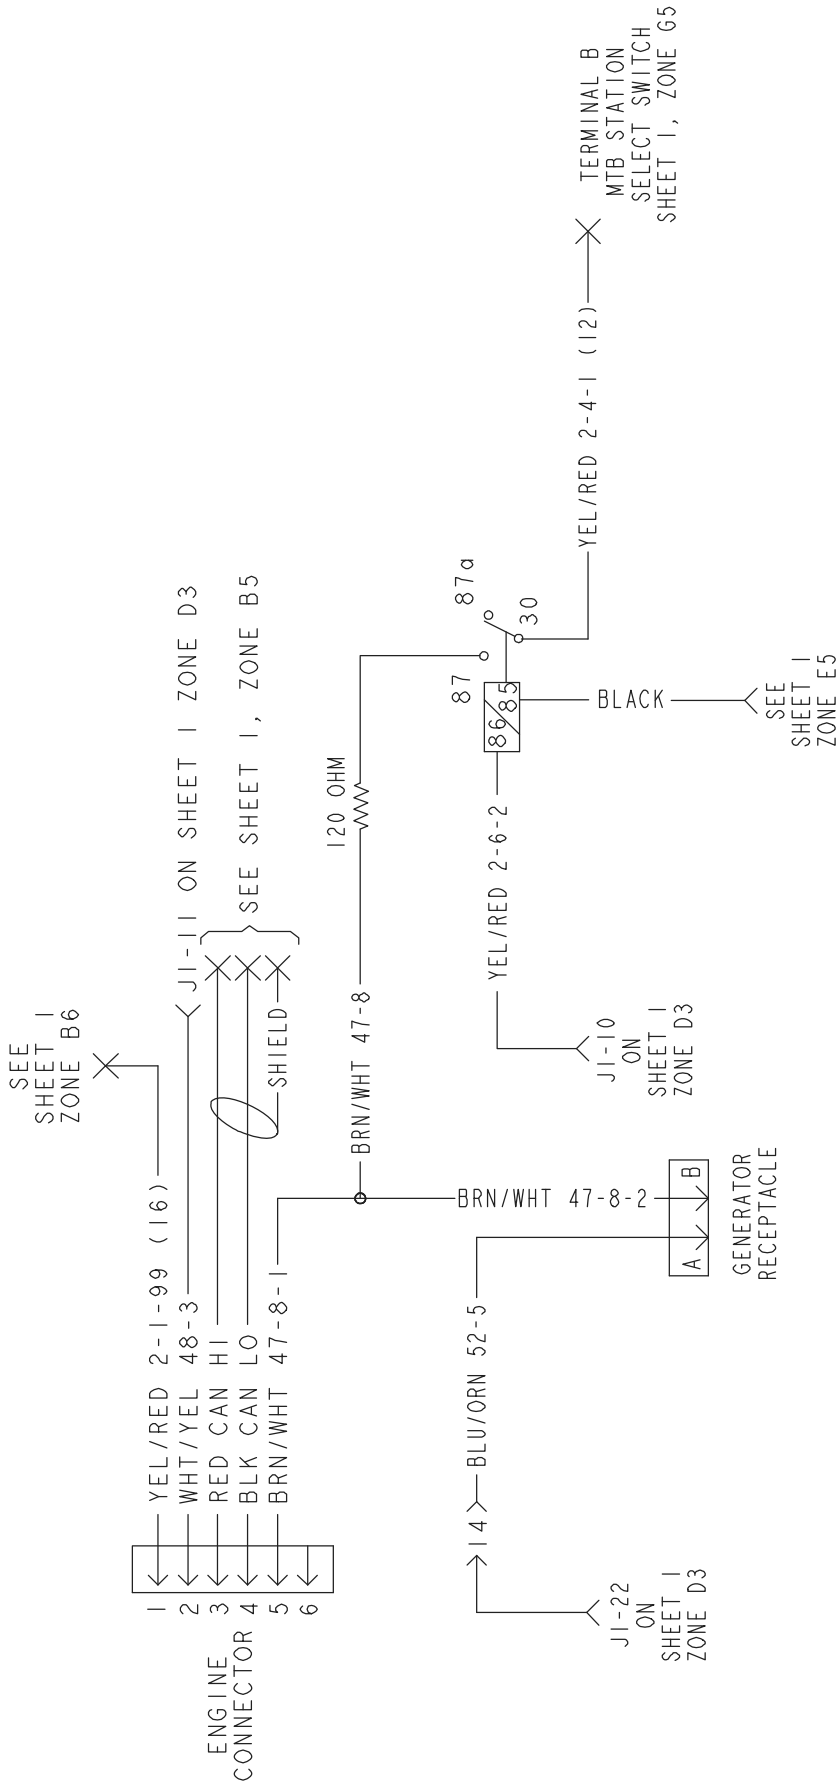 SEE
SHEET 1
ZONE B6
J1-11 ON SHEET 1 ZONE D3
SEE SHEET 1, ZONE B5
ENGINE
CONNECTOR
1
YEL/RED 2-1-99 (16)
2
WHT/YEL 48-3
3
RED CAN HI
4
BLK CAN LO
5
BRN/WHT 47-8-1
6
SHIELD
BRN/WHT 47-8
120 OHM
87
87a
30
86
85
YEL/RED 2-4-1 (12)
TERMINAL B
MTB STATION
SELECT SWITCH
SHEET 1, ZONE G5
BLACK
SEE
SHEET 1
ZONE E5
YEL/RED 2-6-2
J1-10
ON
SHEET 1
ZONE D3
BRN/WHT 47-8-2
A
B
GENERATOR
RECEPTACLE
BLU/ORN 52-5
14
J1-22
ON
SHEET 1
ZONE D3